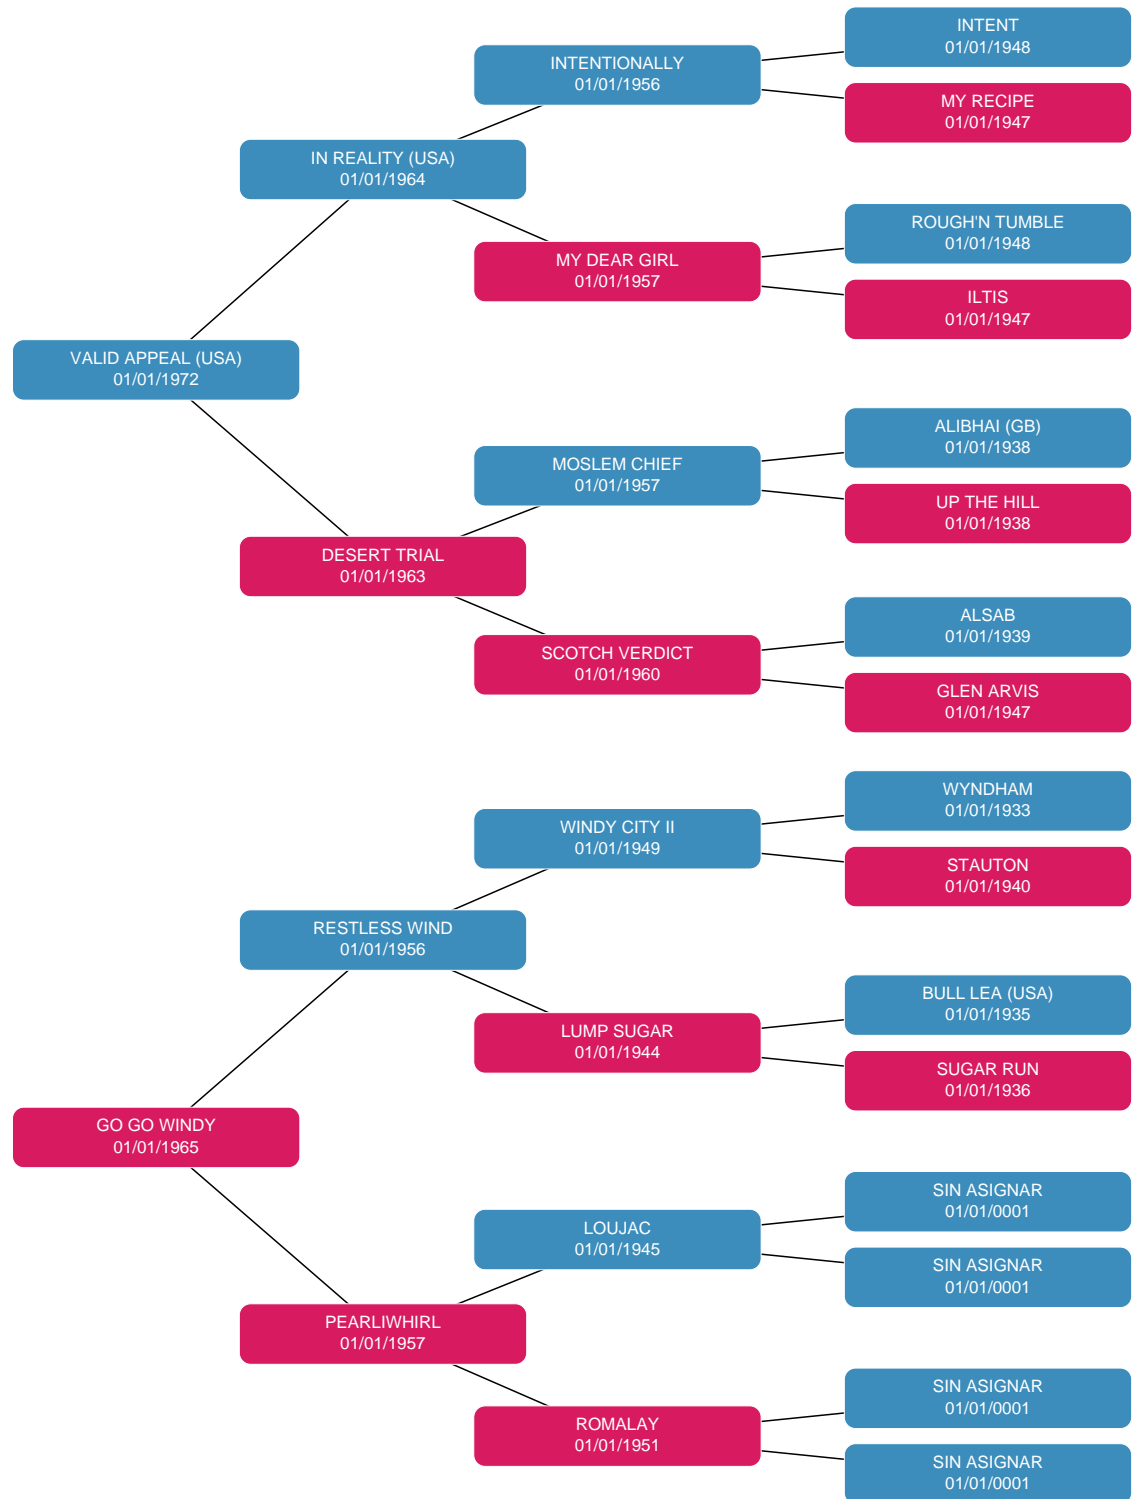 INTENT
01/01/1948
INTENTIONALLY
01/01/1956
MY RECIPE
01/01/1947
IN REALITY (USA)
01/01/1964
ROUGH'N TUMBLE
01/01/1948
MY DEAR GIRL
01/01/1957
ILTIS
01/01/1947
VALID APPEAL (USA)
01/01/1972
ALIBHAI (GB)
01/01/1938
MOSLEM CHIEF
01/01/1957
UP THE HILL
01/01/1938
DESERT TRIAL
01/01/1963
ALSAB
01/01/1939
SCOTCH VERDICT
01/01/1960
GLEN ARVIS
01/01/1947
WYNDHAM
01/01/1933
WINDY CITY II
01/01/1949
STAUTON
01/01/1940
RESTLESS WIND
01/01/1956
BULL LEA (USA)
01/01/1935
LUMP SUGAR
01/01/1944
SUGAR RUN
01/01/1936
GO GO WINDY
01/01/1965
SIN ASIGNAR
01/01/0001
LOUJAC
01/01/1945
SIN ASIGNAR
01/01/0001
PEARLIWHIRL
01/01/1957
SIN ASIGNAR
01/01/0001
ROMALAY
01/01/1951
SIN ASIGNAR
01/01/0001